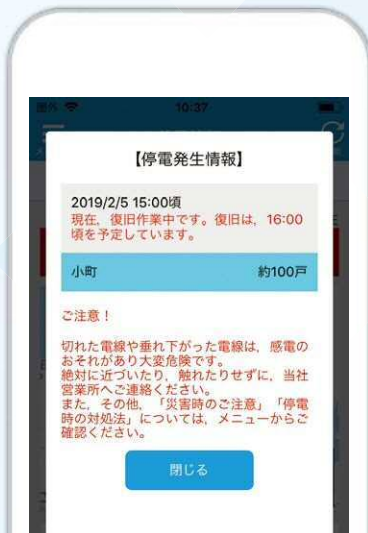 圏外
10:37
【停電発生情報】
2019/2/5 15:00頃
現在、復旧作業中です。復旧は、16:00
頃を予定しています。
小町 約100戸
ご注意！
切れた電線や垂れ下がった電線は、感電の
おそれがあり大変危険です。
絶対に近づいたり、触れたりせずに、当社
営業所へご連絡ください。
また、その他、「災害時のご注意」「停電
時の対処法」については、メニューからご
確認ください。
閉じる